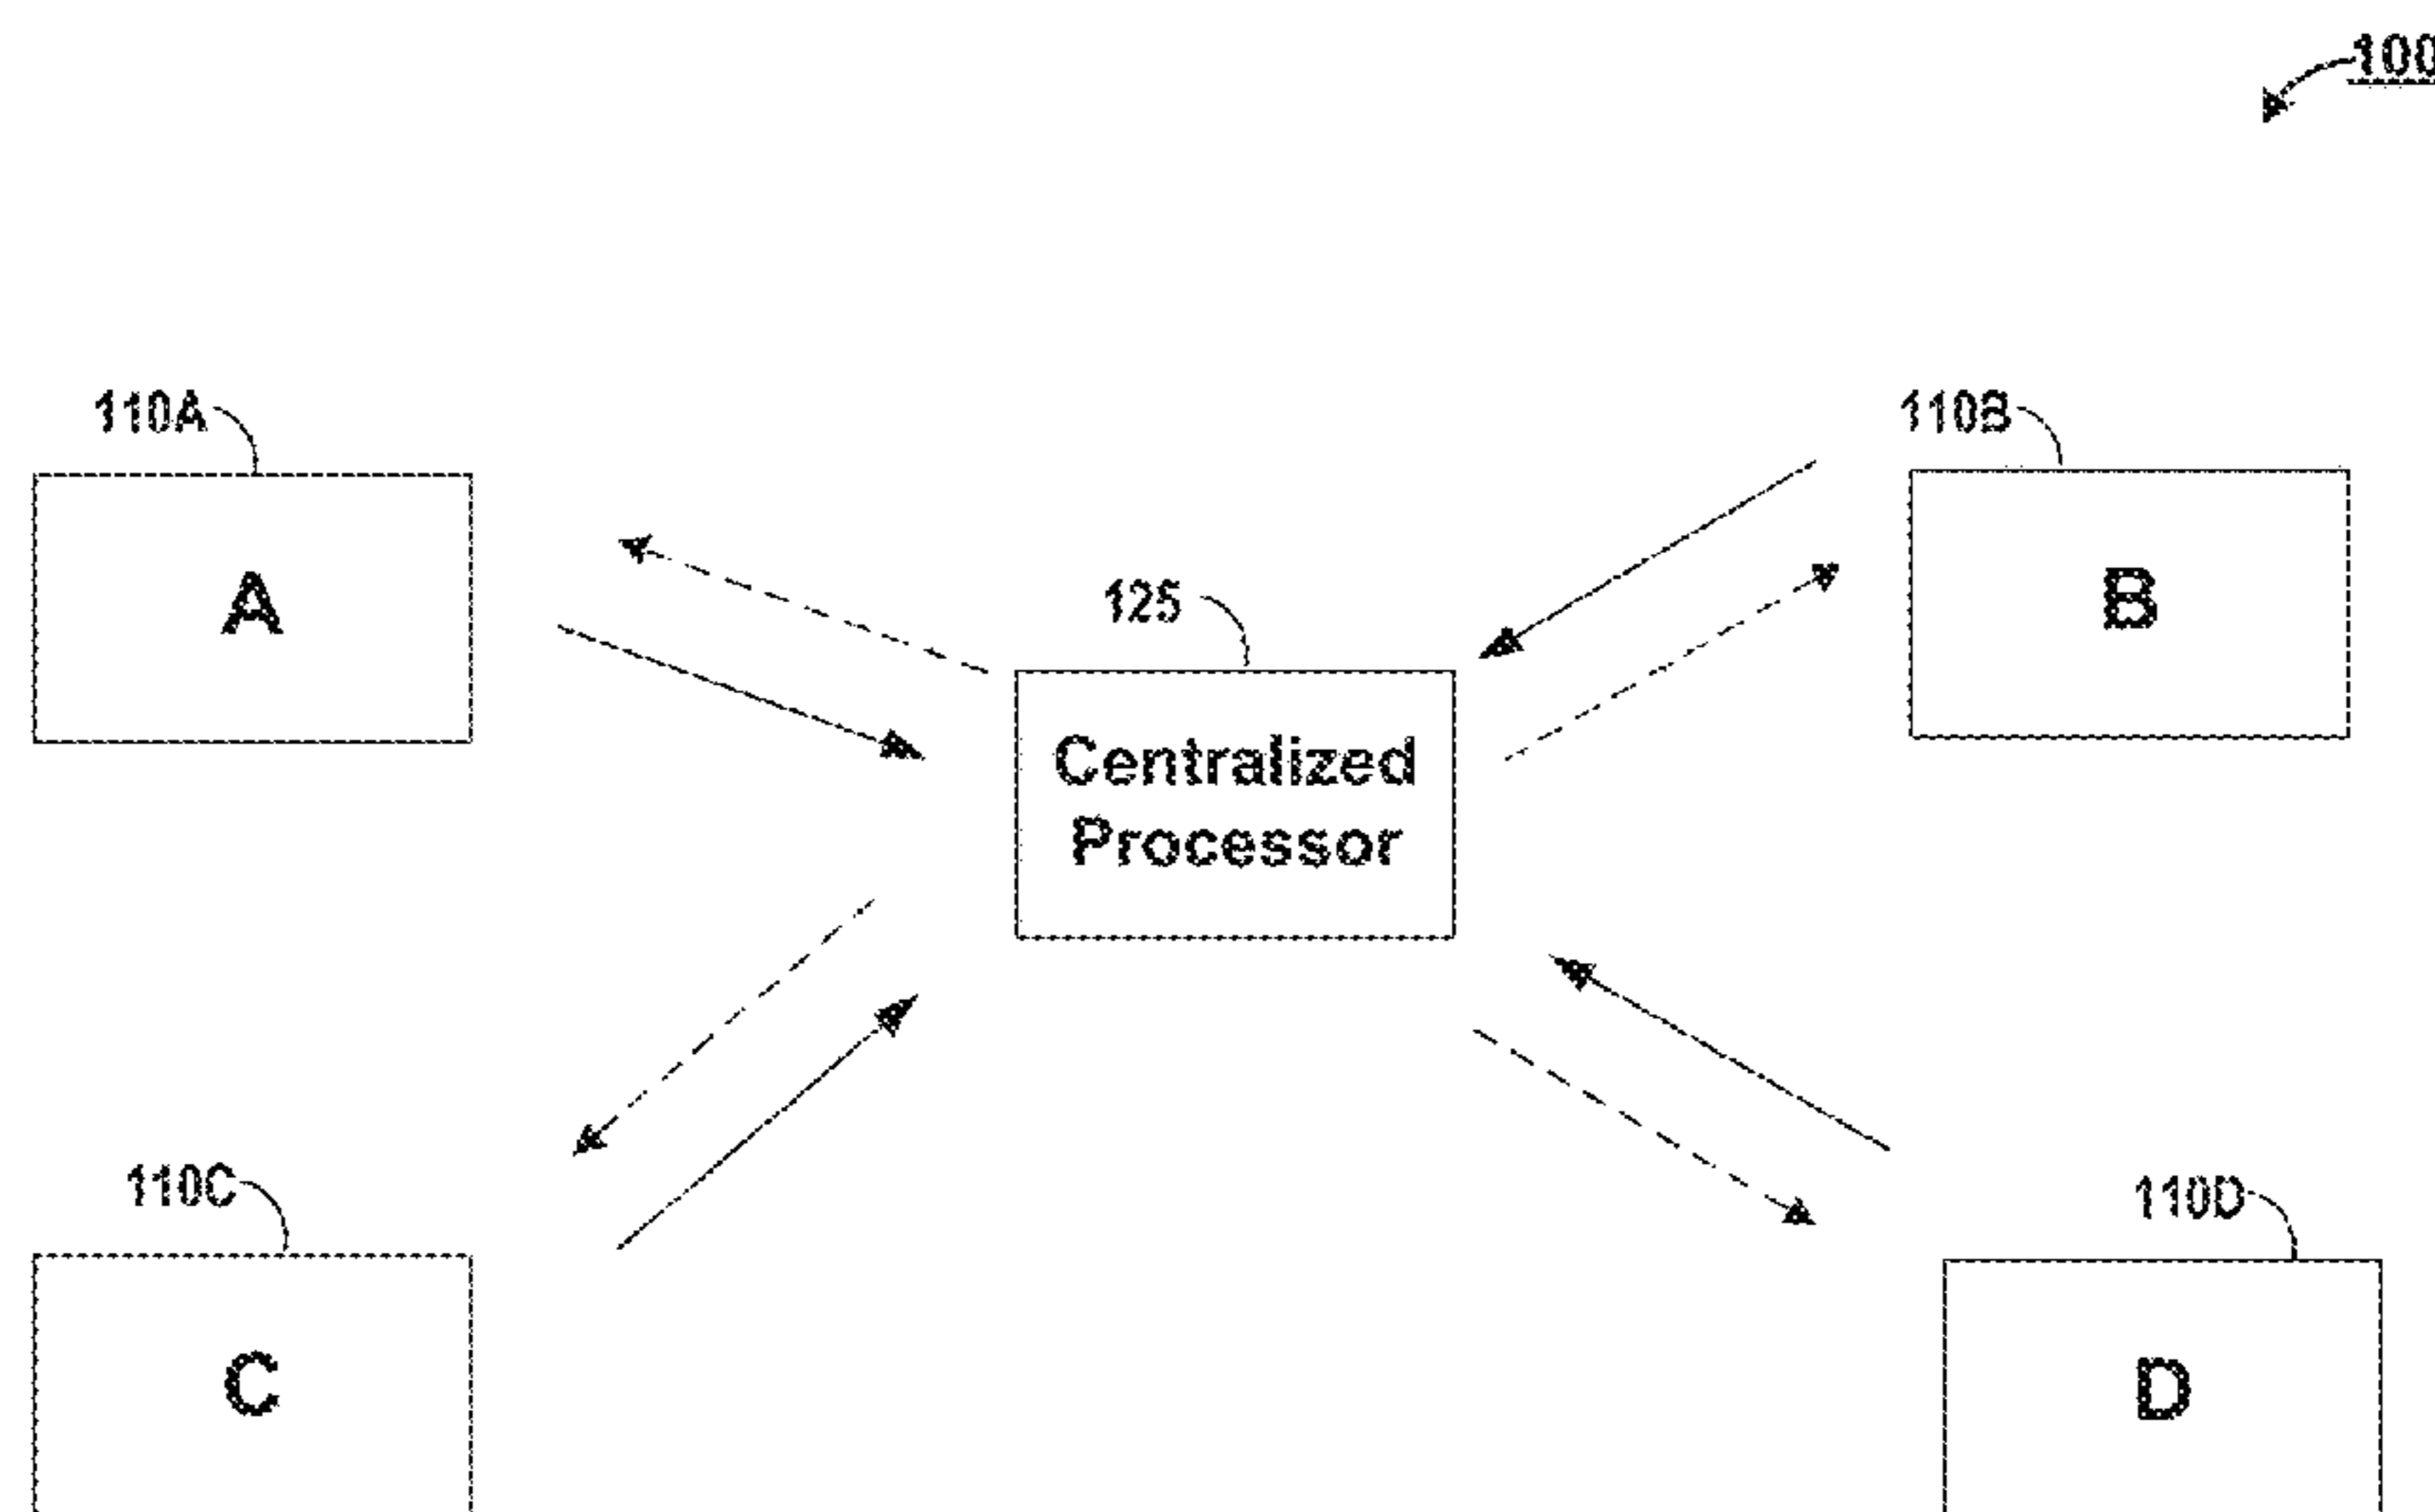 100
110A
110B
A
B
125
Centralized
Processor
110C
110D
C
D